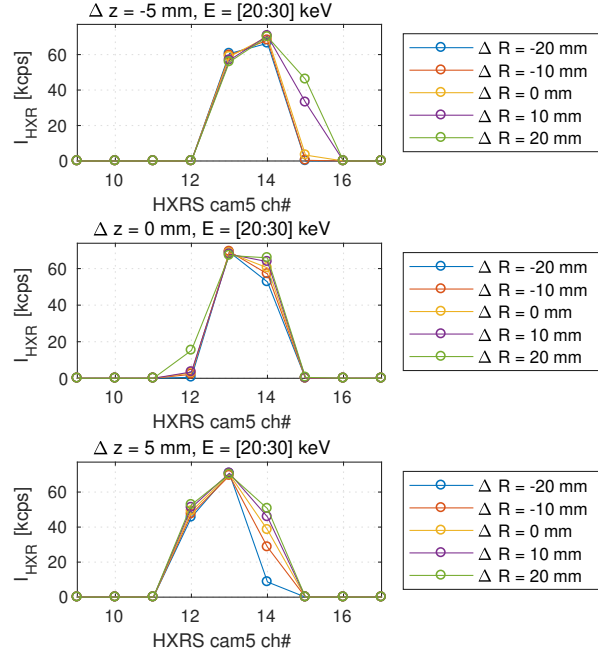 Δ z = -5 mm, E = [20:30] keV
I_HXR [kcps]
60
40
20
0
10 12 14 16
HXRS cam5 ch#
Δ R = -20 mm
Δ R = -10 mm
Δ R = 0 mm
Δ R = 10 mm
Δ R = 20 mm
Δ z = 0 mm, E = [20:30] keV
I_HXR [kcps]
60
40
20
0
10 12 14 16
HXRS cam5 ch#
Δ R = -20 mm
Δ R = -10 mm
Δ R = 0 mm
Δ R = 10 mm
Δ R = 20 mm
Δ z = 5 mm, E = [20:30] keV
I_HXR [kcps]
60
40
20
0
10 12 14 16
HXRS cam5 ch#
Δ R = -20 mm
Δ R = -10 mm
Δ R = 0 mm
Δ R = 10 mm
Δ R = 20 mm